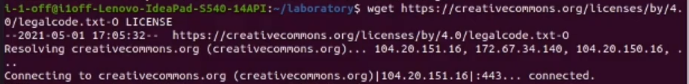 i-1-off@i1off-Lenovo-IdeaPad-S540-14API:~/laboratory$ wget https://creativecommons.org/licenses/by/4.
0/legalcode.txt-O LICENSE
--2021-05-01 17:05:32--  https://creativecommons.org/licenses/by/4.0/legalcode.txt-O
Resolving creativecommons.org (creativecommons.org)... 104.20.151.16, 172.67.34.140, 104.20.150.16, .
..
Connecting to creativecommons.org (creativecommons.org)|104.20.151.16|:443... connected.